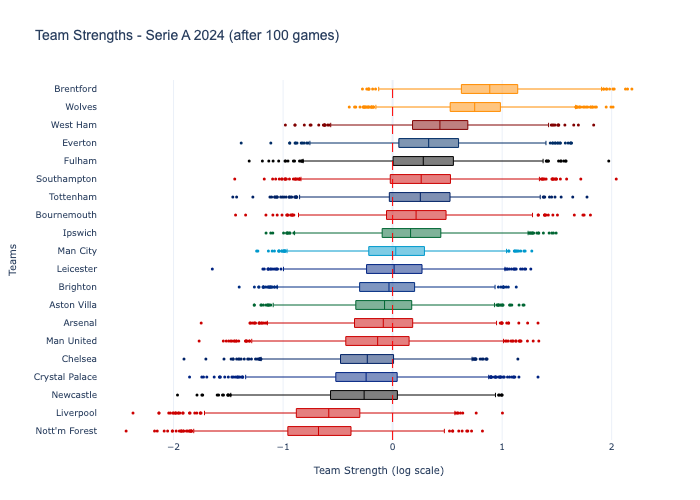 Team Strengths - Serie A 2024 (after 100 games)
Brentford
Wolves
West Ham
Everton
Fulham
Southampton
Tottenham
Bournemouth
Ipswich
Man City
Leicester
Brighton
Aston Villa
Arsenal
Man United
Chelsea
Crystal Palace
Newcastle
Liverpool
Nott'm Forest
Teams
−2 −1 0 1 2
Team Strength (log scale)